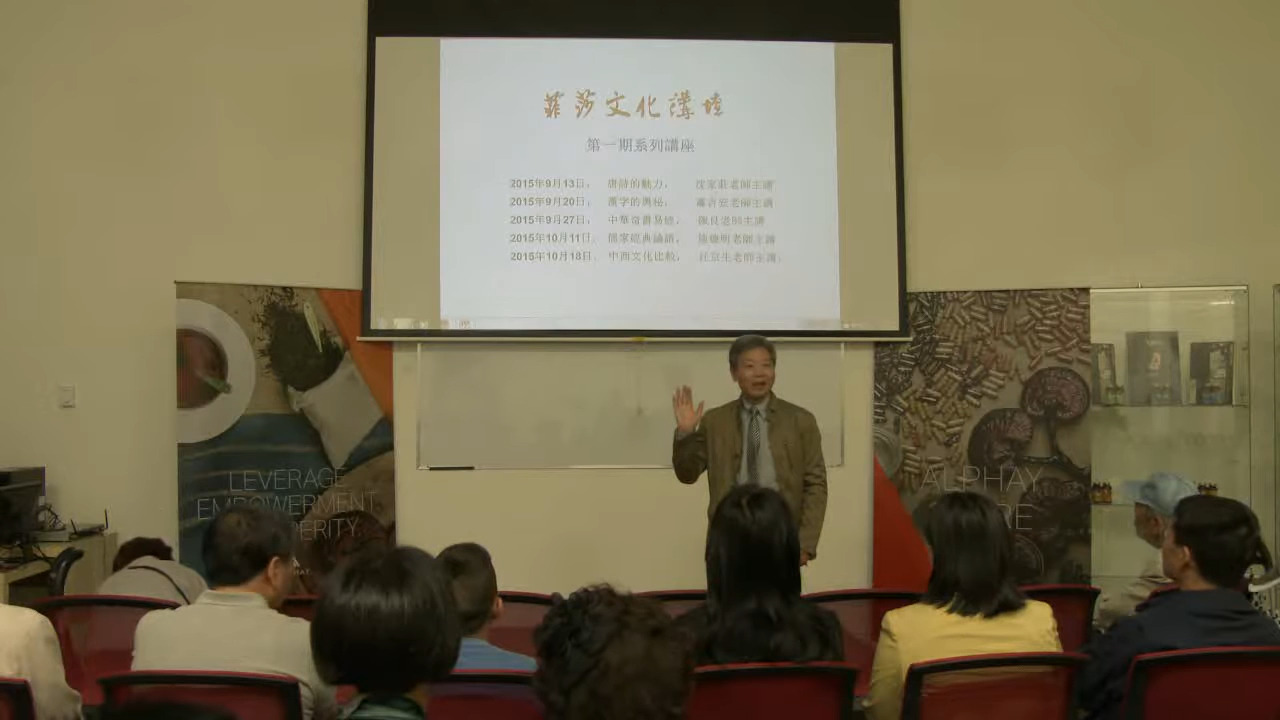 菲莎文化講壇
第一期系列講座
2015年9月13日， 唐詩的魅力， 沈家莊老師主講
2015年9月20日， 漢字的奧秘， 老師主講
2015年9月27日， 中華奇書易經， 老師主講
2015年10月11日， 儒家經典論語， 老師主講
2015年10月18日， 中西文化比較， 任京生老師主講
LEVERAGE
EMPOWERMENT
ALPHAY